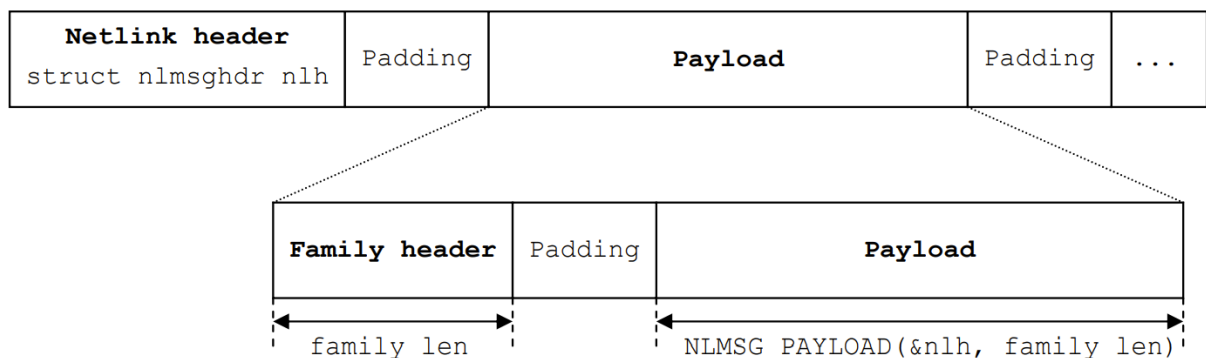 Netlink header
struct nlmsghdr nlh
Padding
Payload
Padding
...
Family header
Padding
Payload
family len
NLMSG PAYLOAD(&nlh, family len)